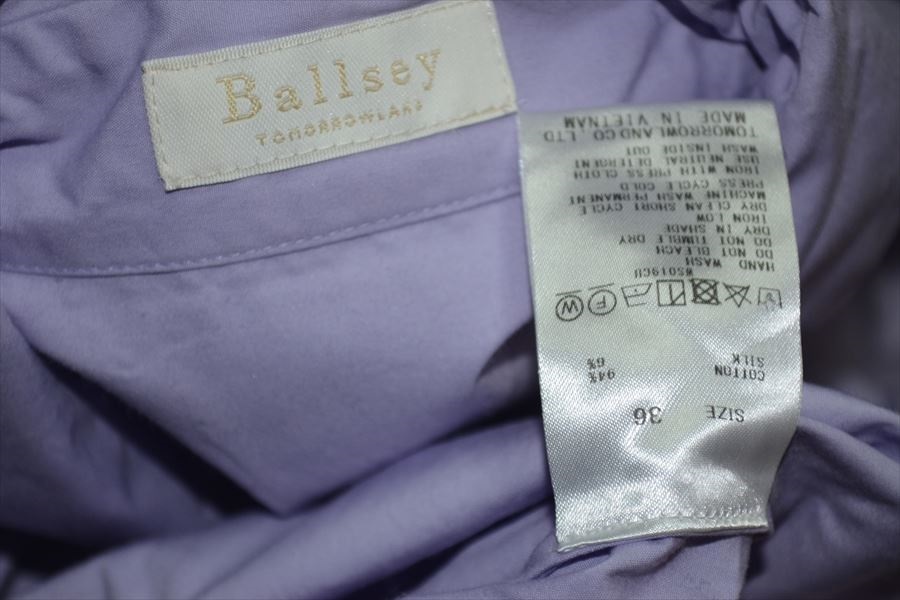 Ballsey
TOMORROWLAND
SIZE 36
COTTON 94%
SILK 6%
W F
WS019CU
HAND WASH
DO NOT BLEACH
DO NOT TUMBLE DRY
DRY IN SHADE
IRON LOW
DRY CLEAN SHORT CYCLE
MACHINE WASH PERMANENT
PRESS CYCLE COLD
IRON WITH PRESS CLOTH
USE NEUTRAL DETERGENT
WASH INSIDE OUT
TOMORROWLAND CO.,LTD
MADE IN VIETNAM